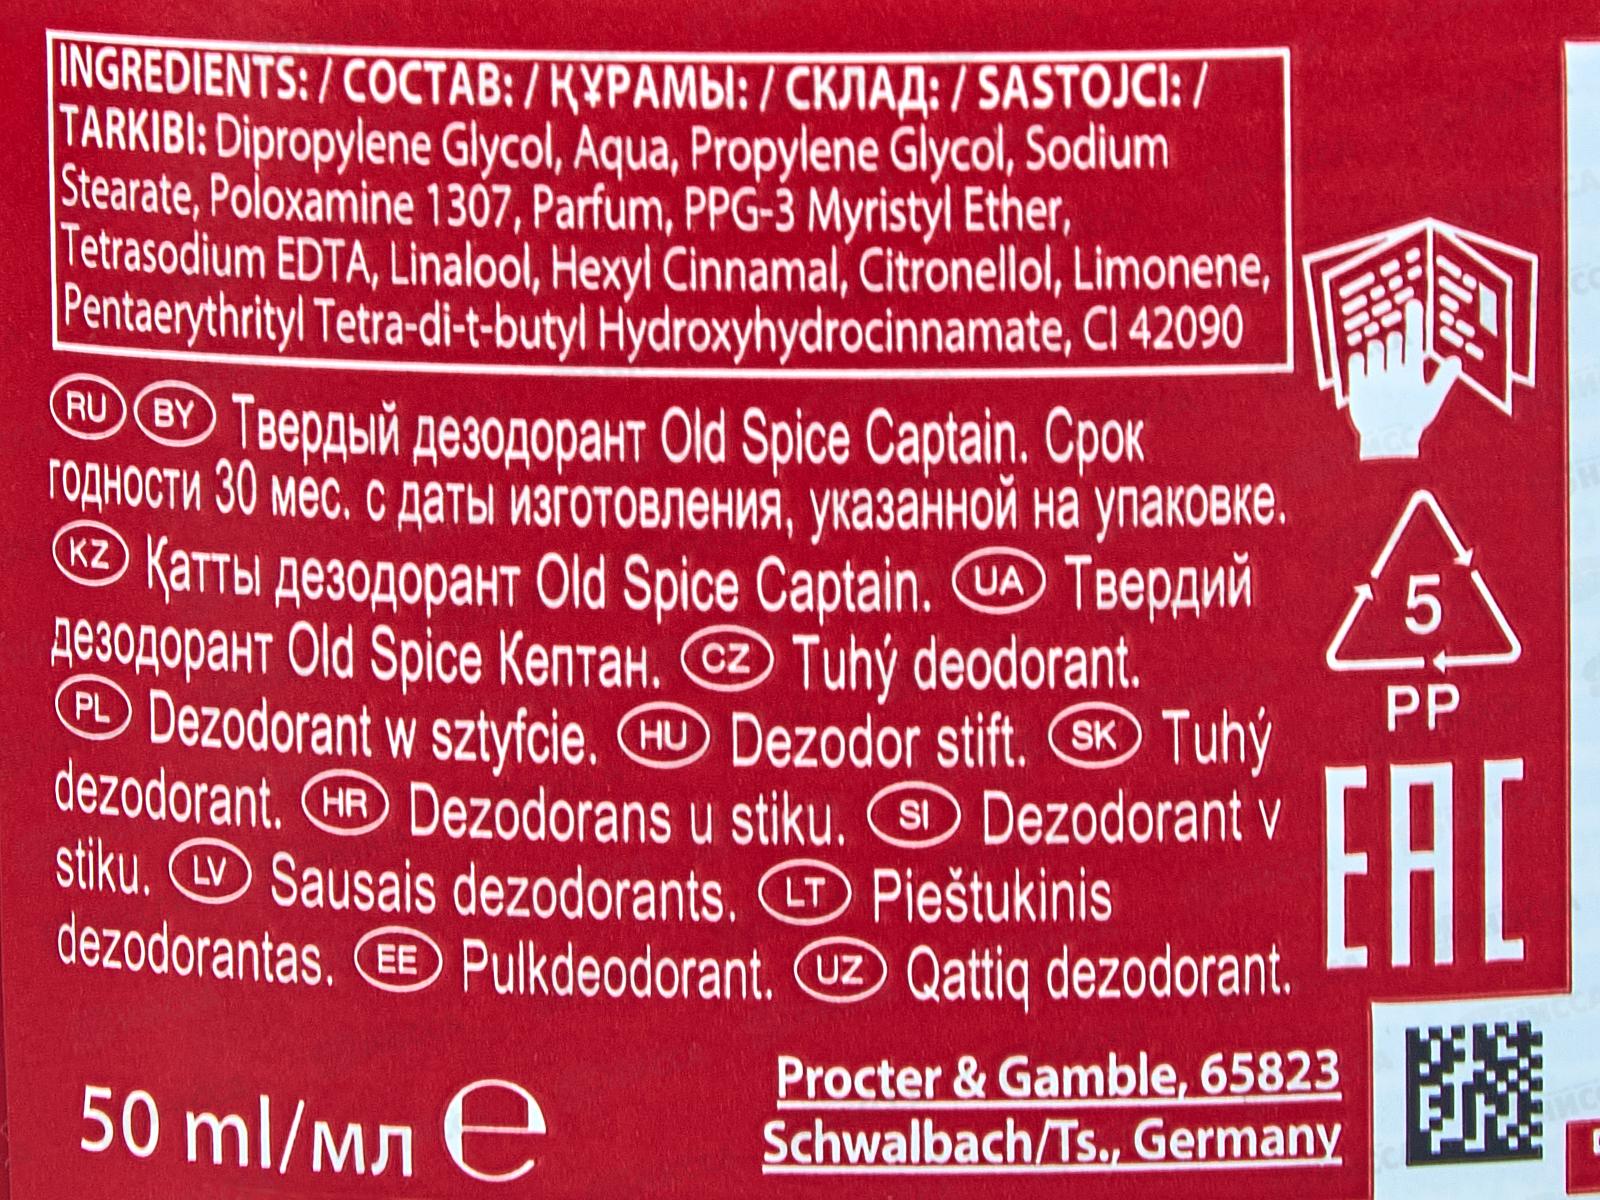 INGREDIENTS: / СОСТАВ: / ҚҰРАМЫ: / СКЛАД: / SASTOJCI: /
TARKIBI: Dipropylene Glycol, Aqua, Propylene Glycol, Sodium
Stearate, Poloxamine 1307, Parfum, PPG-3 Myristyl Ether,
Tetrasodium EDTA, Linalool, Hexyl Cinnamal, Citronellol, Limonene,
Pentaerythrityl Tetra-di-t-butyl Hydroxyhydrocinnamate, CI 42090
RU BY Твердый дезодорант Old Spice Captain. Срок
годности 30 мес. с даты изготовления, указанной на упаковке.
KZ Қатты дезодорант Old Spice Captain. UA Твердий
дезодорант Old Spice Кептан. CZ Tuhý deodorant.
PL Dezodorant w sztyfcie. HU Dezodor stift. SK Tuhý
dezodorant. HR Dezodorans u stiku. SI Dezodorant v
stiku. LV Sausais dezodorants. LT Pieštukinis
dezodorantas. EE Pulkdeodorant. UZ Qattiq dezodorant.
5
PP
EAC
50 ml/мл e
Procter & Gamble, 65823
Schwalbach/Ts., Germany